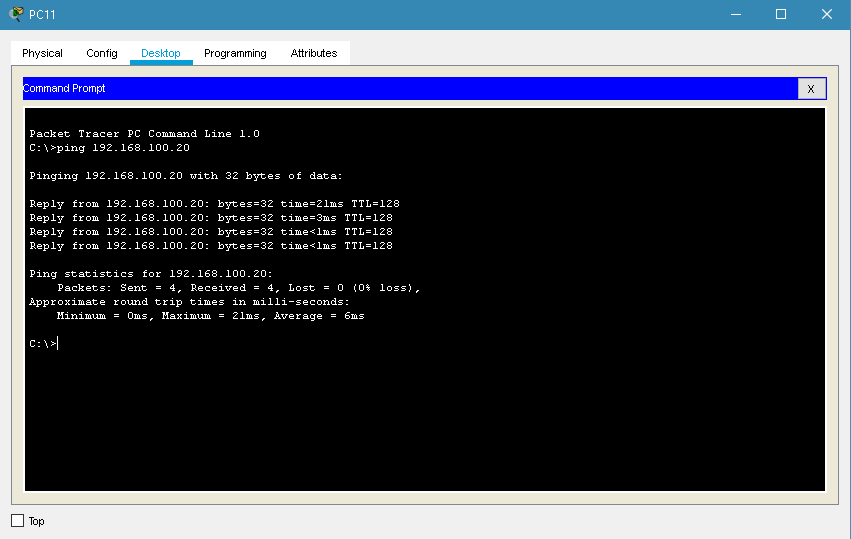 PC11
Physical Config Desktop Programming Attributes
Command Prompt X
Packet Tracer PC Command Line 1.0
C:\>ping 192.168.100.20
Pinging 192.168.100.20 with 32 bytes of data:
Reply from 192.168.100.20: bytes=32 time=21ms TTL=128
Reply from 192.168.100.20: bytes=32 time=3ms TTL=128
Reply from 192.168.100.20: bytes=32 time<1ms TTL=128
Reply from 192.168.100.20: bytes=32 time<1ms TTL=128
Ping statistics for 192.168.100.20:
Packets: Sent = 4, Received = 4, Lost = 0 (0% loss),
Approximate round trip times in milli-seconds:
Minimum = 0ms, Maximum = 21ms, Average = 6ms
C:\>
Top